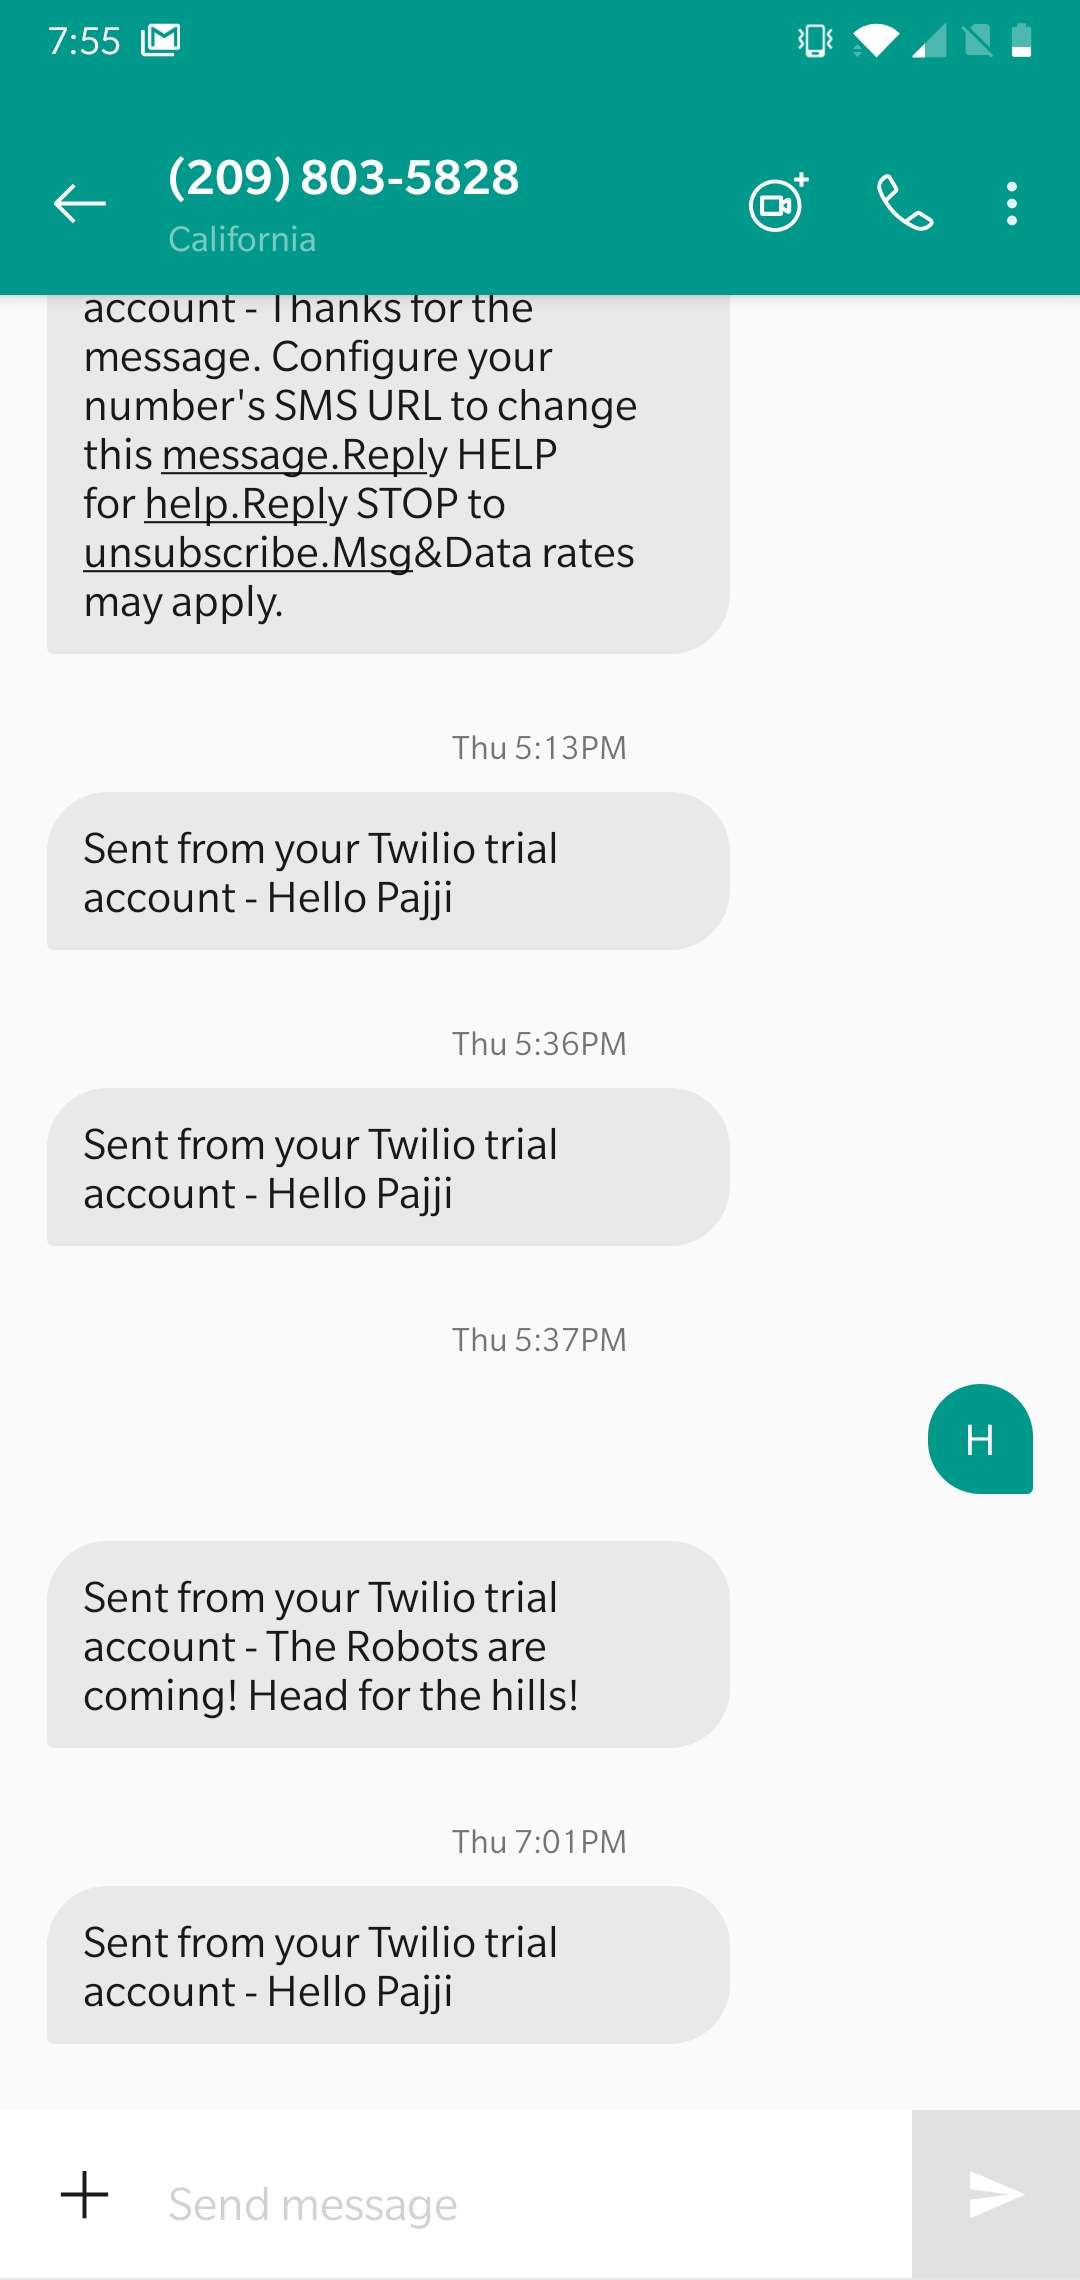 7:55
(209) 803-5828
California
account - Thanks for the
message. Configure your
number's SMS URL to change
this message.Reply HELP
for help.Reply STOP to
unsubscribe.Msg&Data rates
may apply.
Thu 5:13PM
Sent from your Twilio trial
account - Hello Pajji
Thu 5:36PM
Sent from your Twilio trial
account - Hello Pajji
Thu 5:37PM
H
Sent from your Twilio trial
account - The Robots are
coming! Head for the hills!
Thu 7:01PM
Sent from your Twilio trial
account - Hello Pajji
Send message